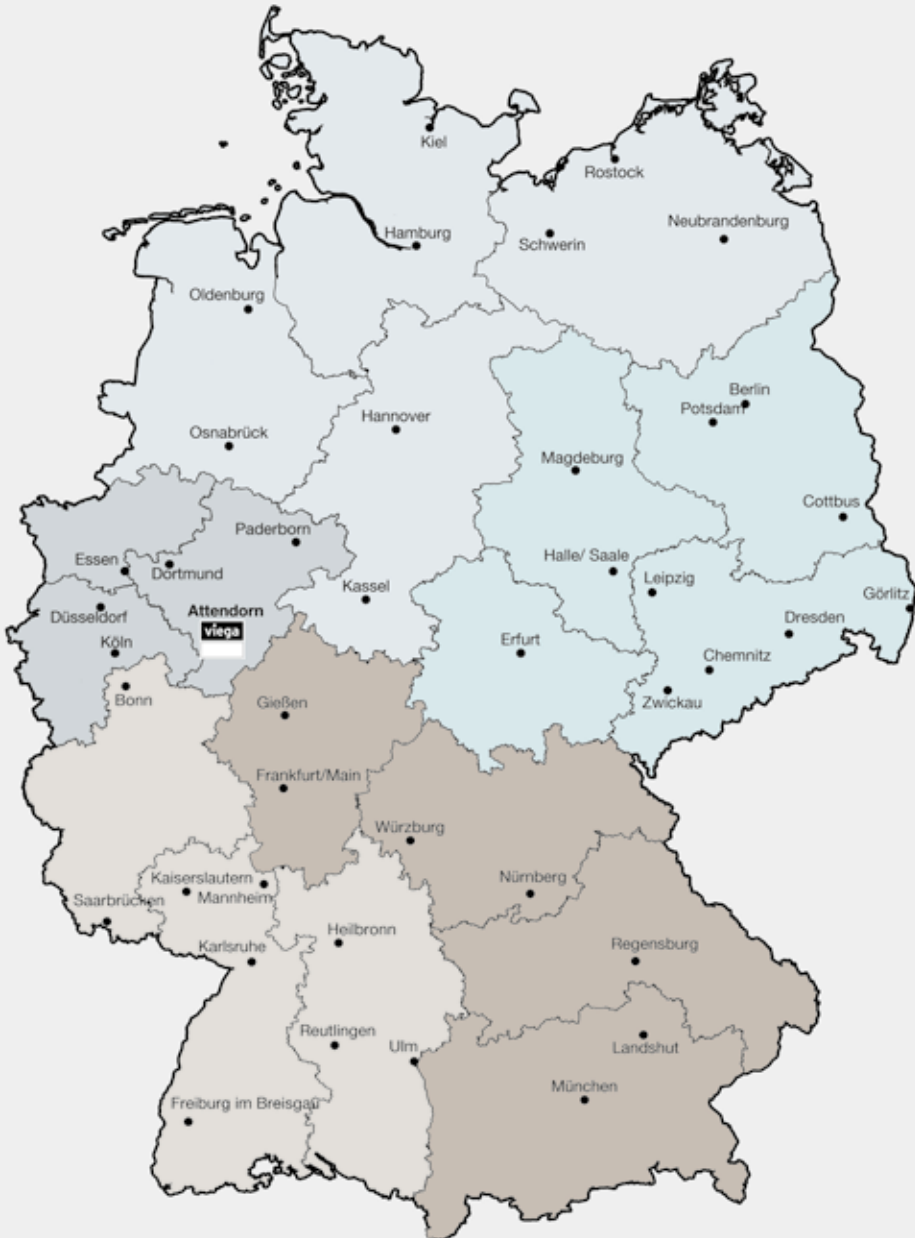 Kiel
Rostock
Neubrandenburg
Hamburg
Schwerin
Oldenburg
Berlin
Potsdam
Hannover
Osnabrück
Magdeburg
Cottbus
Paderborn
Essen
Dortmund
Halle/ Saale
Leipzig
Kassel
Görlitz
Düsseldorf
Attendorn
viega
Dresden
Köln
Erfurt
Chemnitz
Bonn
Zwickau
Gießen
Frankfurt/Main
Würzburg
Kaiserslautern
Nürnberg
Mannheim
Saarbrücken
Heilbronn
Karlsruhe
Regensburg
Reutlingen
Ulm
Landshut
München
Freiburg im Breisgau